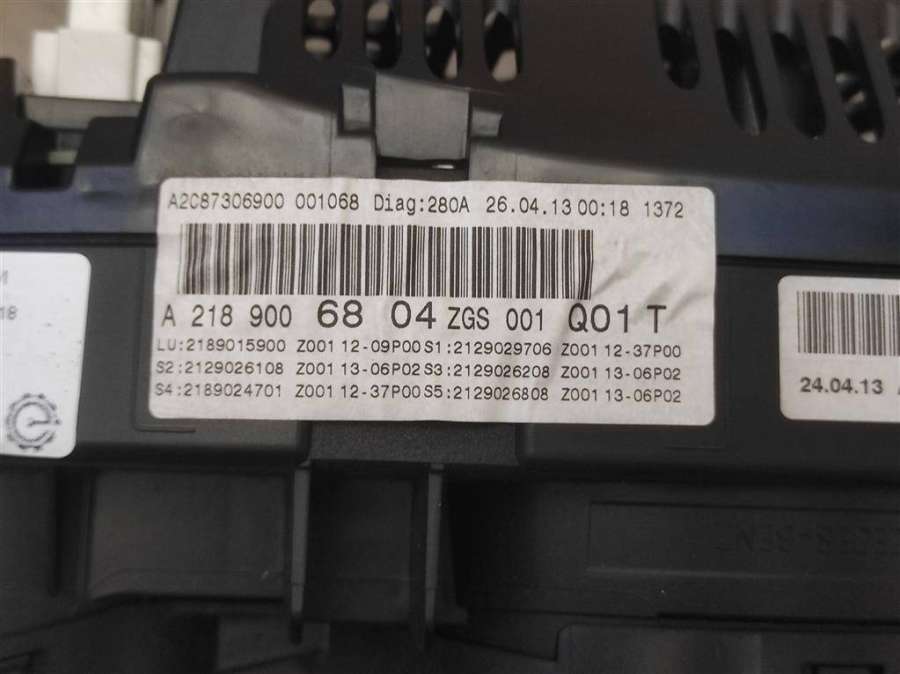 A2C87306900 001068 Diag:280A 26.04.13 00:18 1372
A 218 900 68 04 ZGS 001 Q01 T
LU:2189015900 Z001 12-09P00 S1:2129029706 Z001 12-37P00
S2:2129026108 Z001 13-06P02 S3:2129026208 Z001 13-06P02
S4:2189024701 Z001 12-37P00 S5:2129026808 Z001 13-06P02
24.04.13